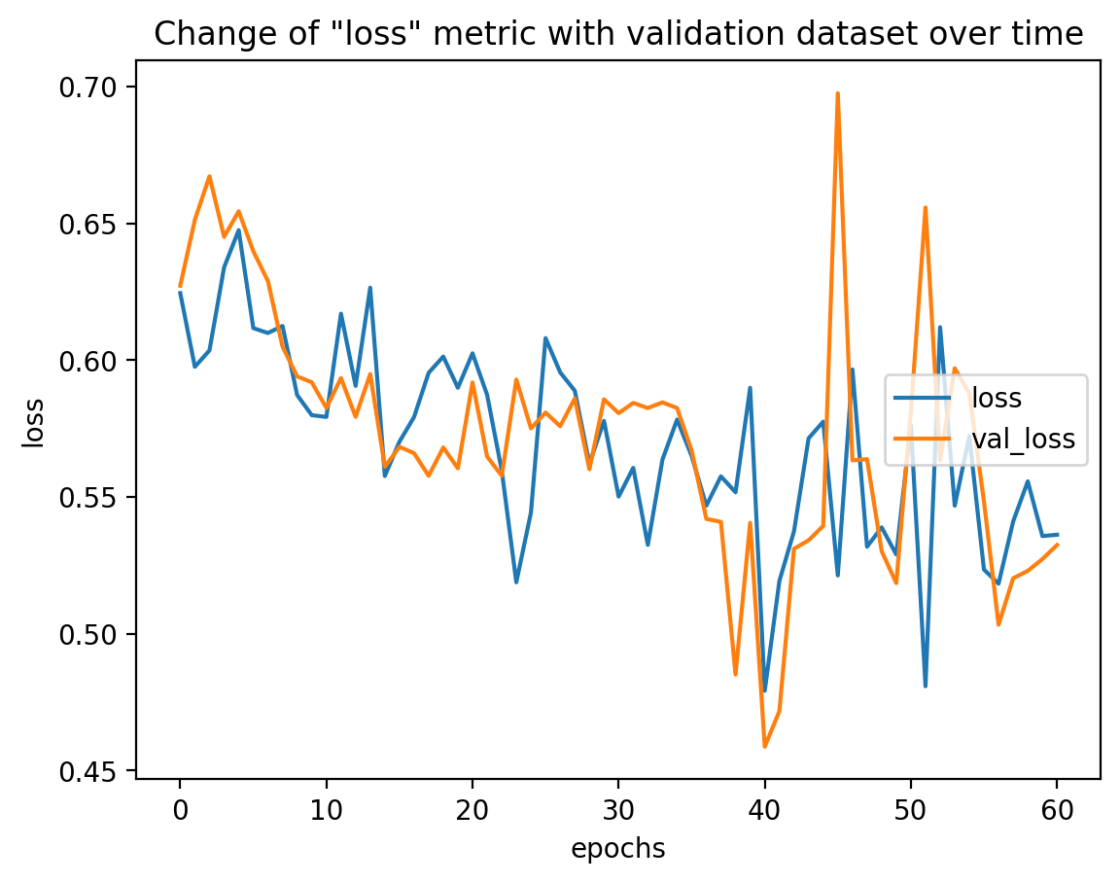 Change of "loss" metric with validation dataset over time
0.70
0.65
0.60
0.55
0.50
0.45
loss
loss
val_loss
0 10 20 30 40 50 60
epochs